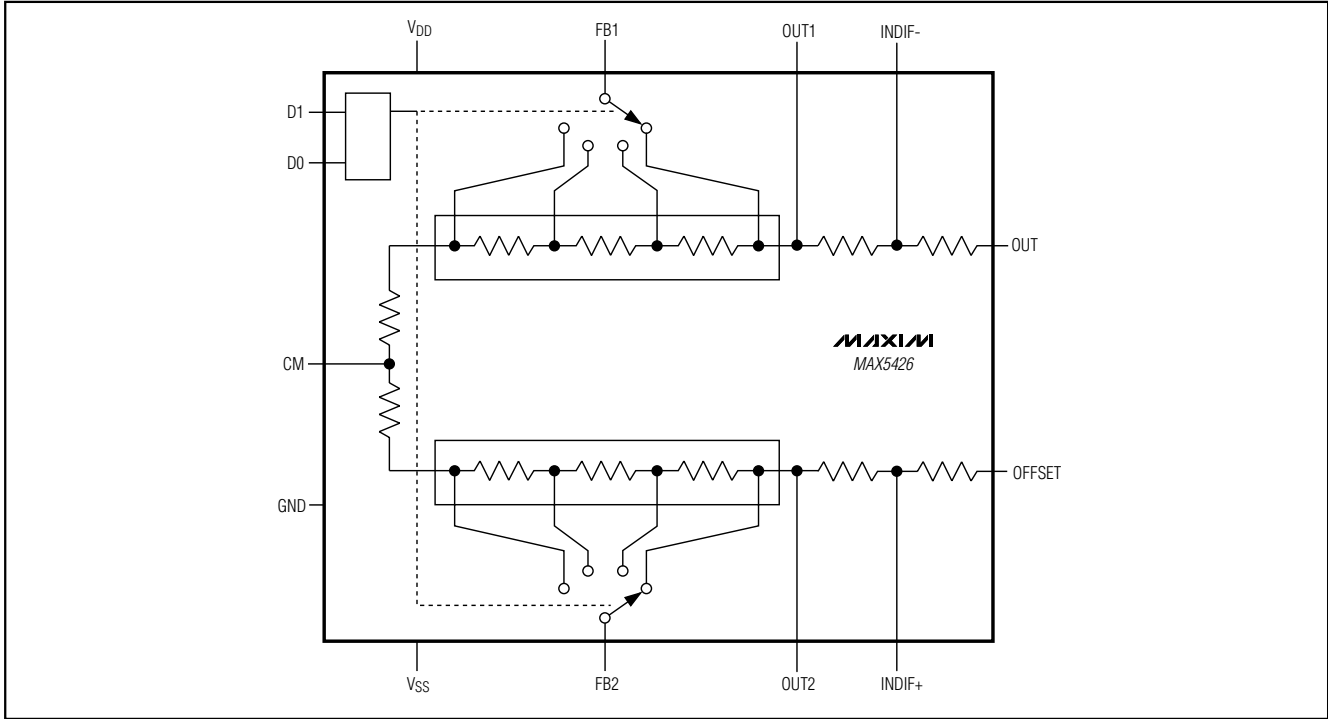 VDD FB1 OUT1 INDIF-
D1
D0
OUT
MAXIM
CM
MAX5426
OFFSET
GND
VSS FB2 OUT2 INDIF+